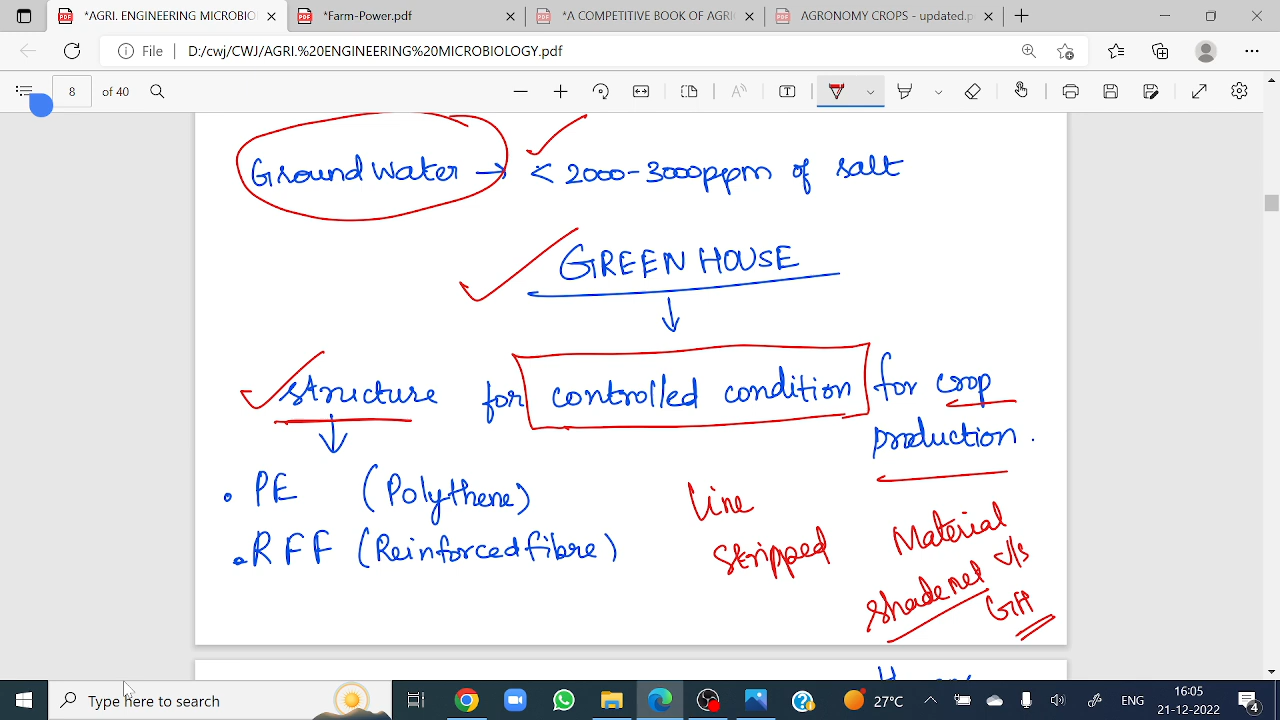 *AGRI. ENGINEERING MICROBIO
*Farm-Power.pdf
*A COMPETITIVE BOOK OF AGRI
AGRONOMY CROPS - updated.p
File D:/cwj/CWJ/AGRI.%20ENGINEERING%20MICROBIOLOGY.pdf
8 of 40
Ground Water → < 2000-3000ppm of salt
GREEN HOUSE
structure for controlled condition for crop
production.
• PE (Polythene)
• RFF (Reinforced fibre)
Line
Stripped
Material
Shade net v/s
GH
Type here to search
27°C
ENG
16:05
21-12-2022
4